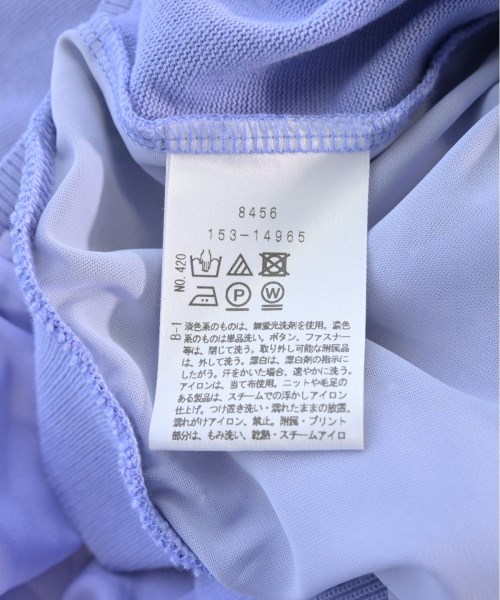 8456
153-14965
NO.420
P
W
B-1
淡色系のものは、無蛍光洗剤を使用。濃色
系のものは単品洗い。ボタン、ファスナー
等は、閉じて洗う。取り外し可能な附属品
は、外して洗う。漂白は、漂白剤の指示に
したがう。汗をかいた場合、速やかに洗う。
アイロンは、当て布使用。ニットや毛足の
ある製品は、スチームでの浮かしアイロン
仕上げ。つけ置き洗い・濡れたままの放置、
濡れがけアイロン、禁止。附属・プリント
部分は、もみ洗い、乾熱・スチームアイロ